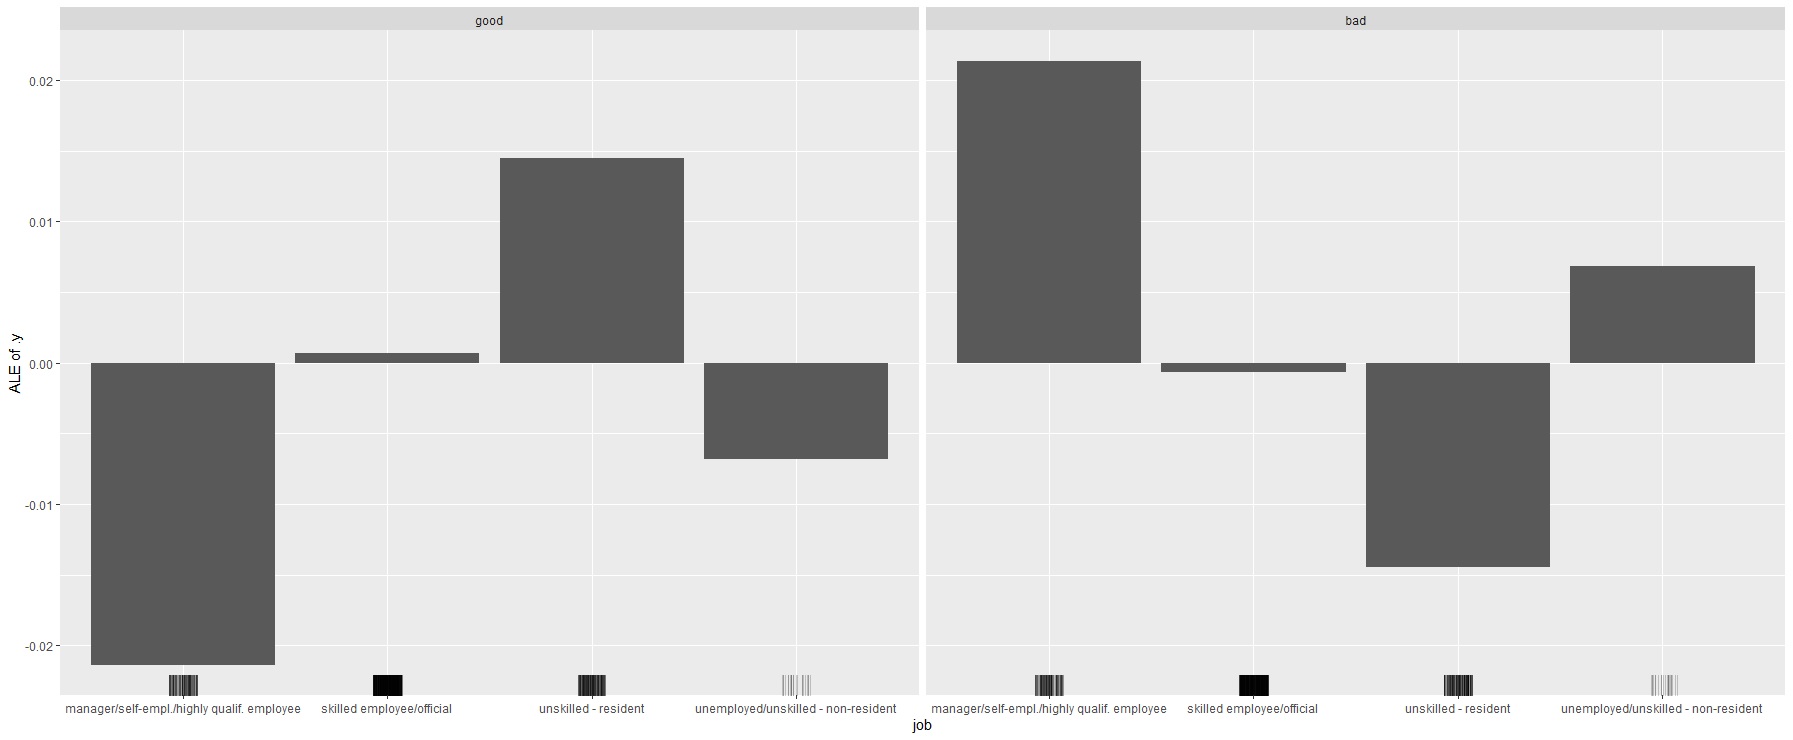 good
bad
0.02
0.01
0.00
-0.01
-0.02
ALE of .y
manager/self-empl./highly qualif. employee
skilled employee/official
unskilled - resident
unemployed/unskilled - non-resident
manager/self-empl./highly qualif. employee
skilled employee/official
unskilled - resident
unemployed/unskilled - non-resident
job